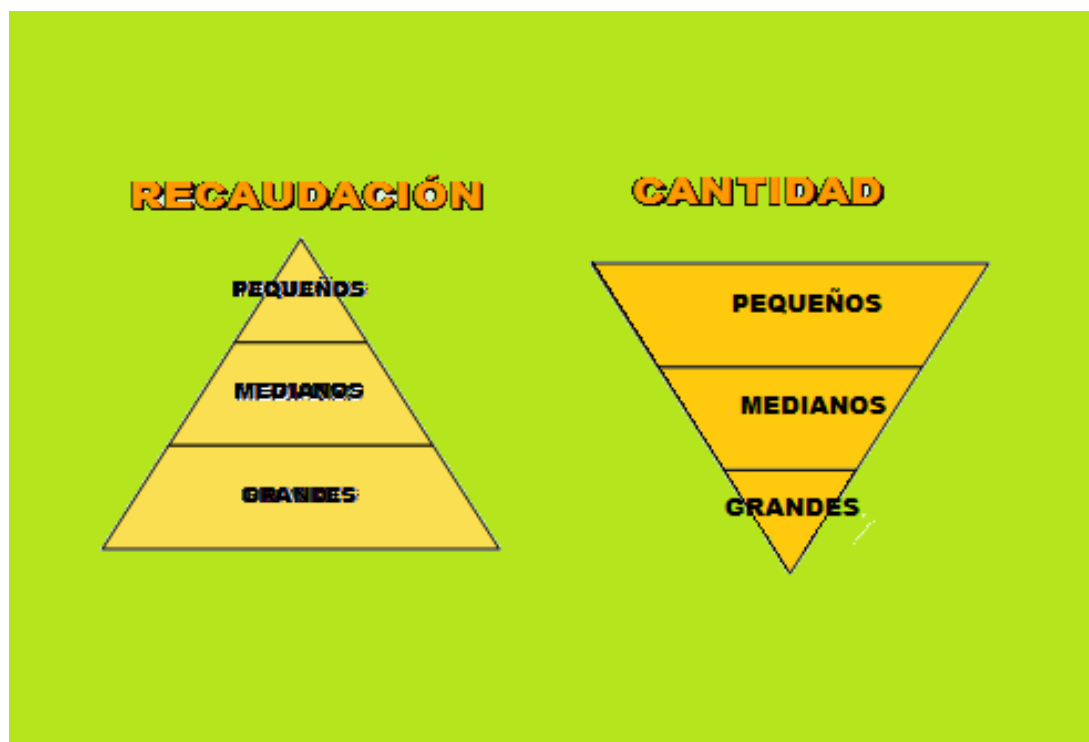 RECAUDACIÓN
PEQUEÑOS
MEDIANOS
GRANDES
CANTIDAD
PEQUEÑOS
MEDIANOS
GRANDES